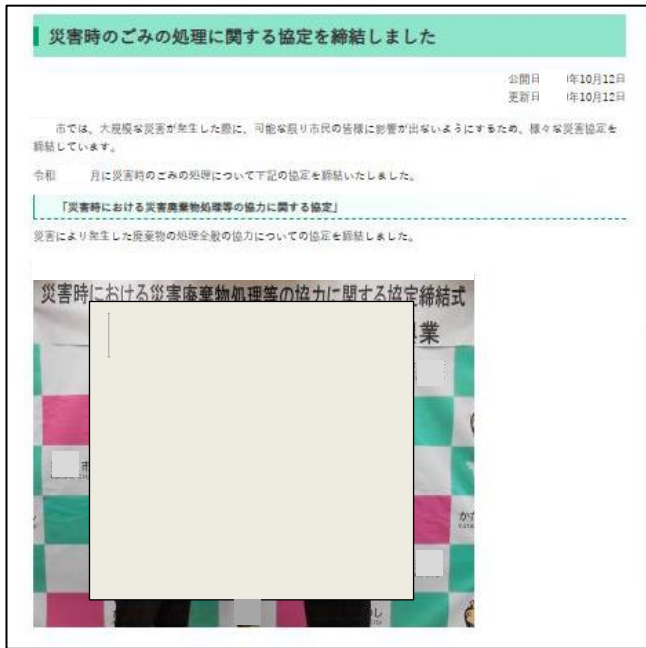 災害時のごみの処理に関する協定を締結しました
公開日 年10月12日
更新日 年10月12日
市では、大規模な災害が発生した際に、可能な限り市民の皆様に影響が出ないようにするため、様々な災害協定を
締結しています。
令和 月に災害時のごみの処理について下記の協定を締結いたしました。
「災害時における災害廃棄物処理等の協力に関する協定」
災害により発生した廃棄物の処理全般の協力についての協定を締結しました。
災害時における災害廃棄物処理等の協力に関する協定締結式
業
市